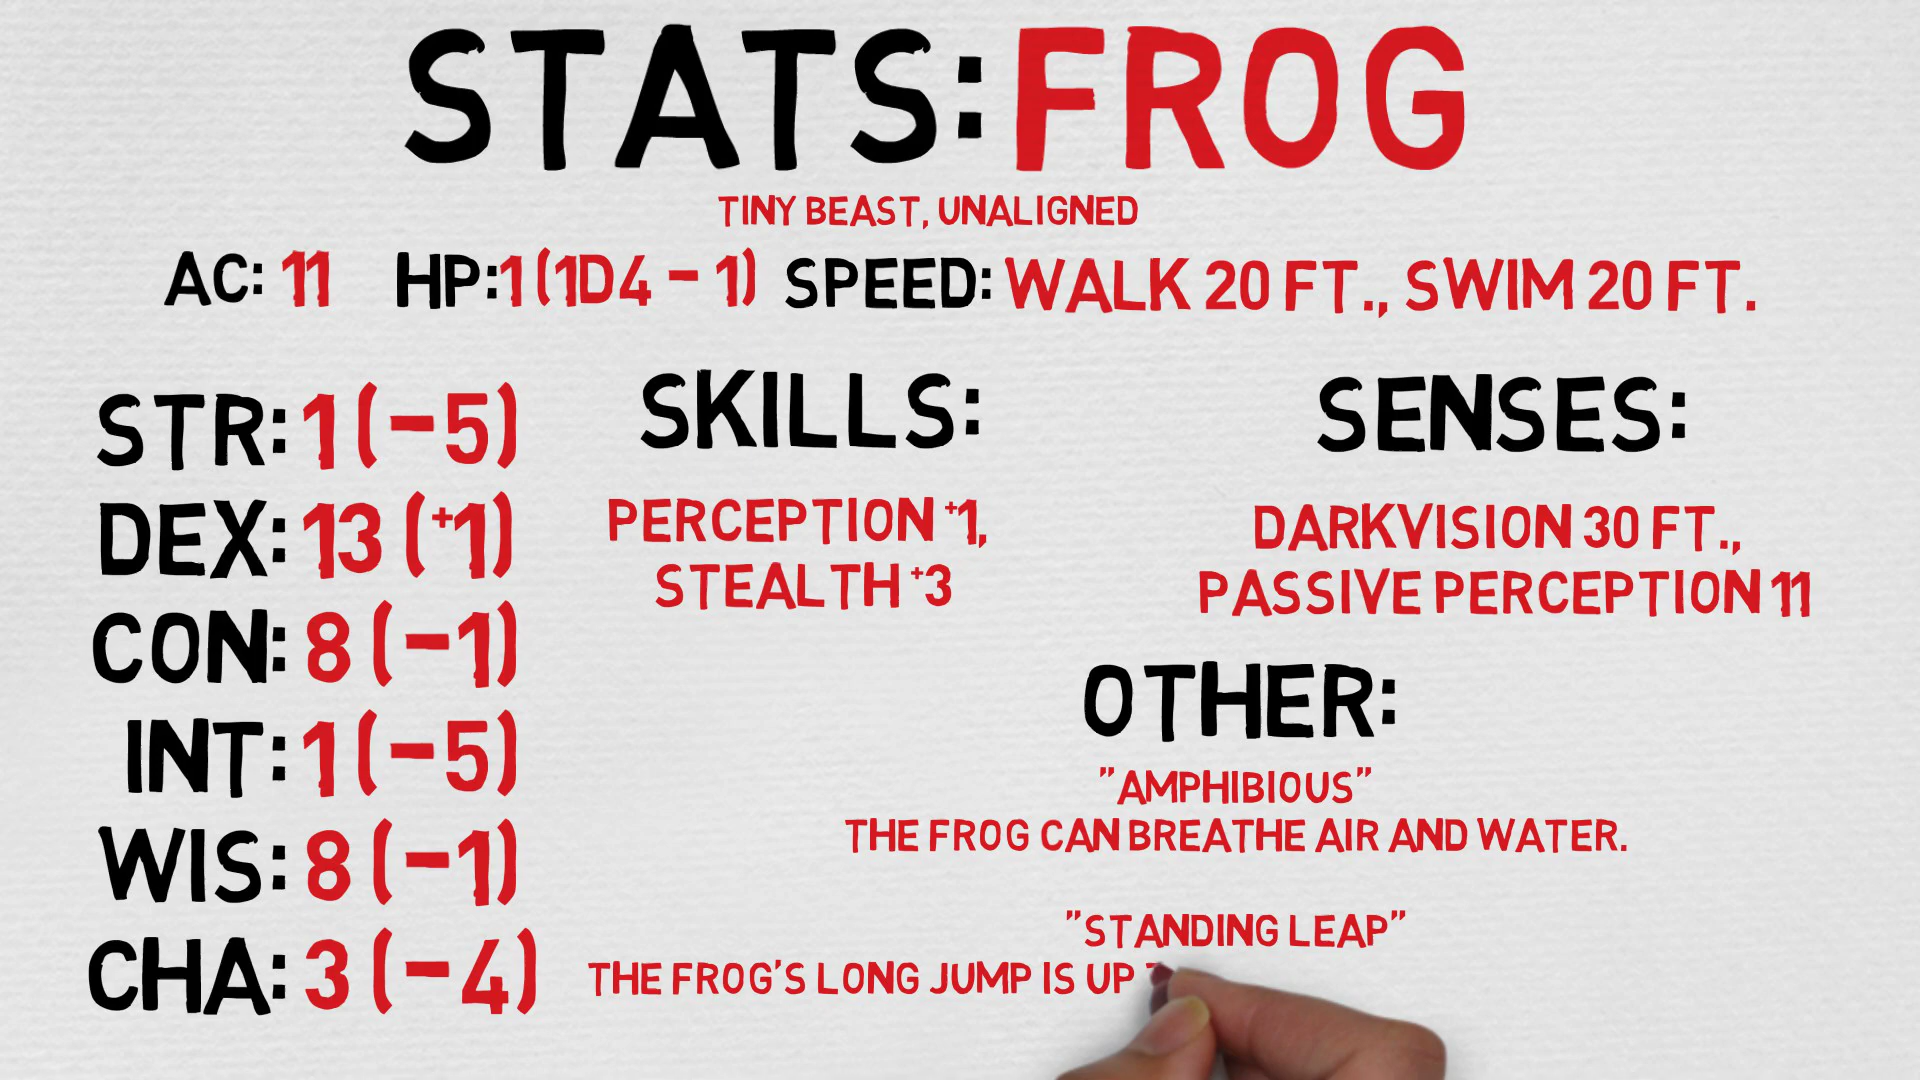 STATS: FROG
TINY BEAST, UNALIGNED
AC: 11 HP: 1 (1D4 - 1) SPEED: WALK 20 FT., SWIM 20 FT.
STR: 1 (-5)
DEX: 13 (+1)
CON: 8 (-1)
INT: 1 (-5)
WIS: 8 (-1)
CHA: 3 (-4)
SKILLS:
PERCEPTION +1,
STEALTH +3
SENSES:
DARKVISION 30 FT.,
PASSIVE PERCEPTION 11
OTHER:
"AMPHIBIOUS"
THE FROG CAN BREATHE AIR AND WATER.
"STANDING LEAP"
THE FROG'S LONG JUMP IS UP